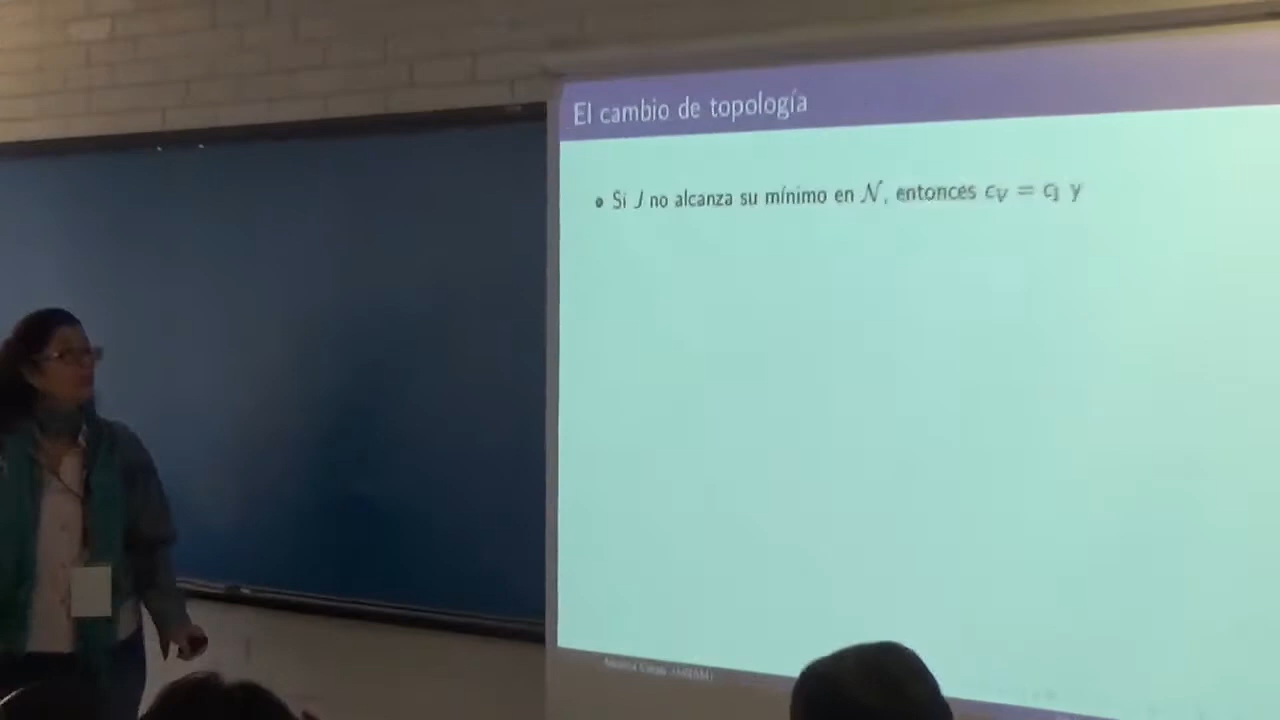 El cambio de topología
• Si J no alcanza su mínimo en 𝒩, entonces c_V = c_J y